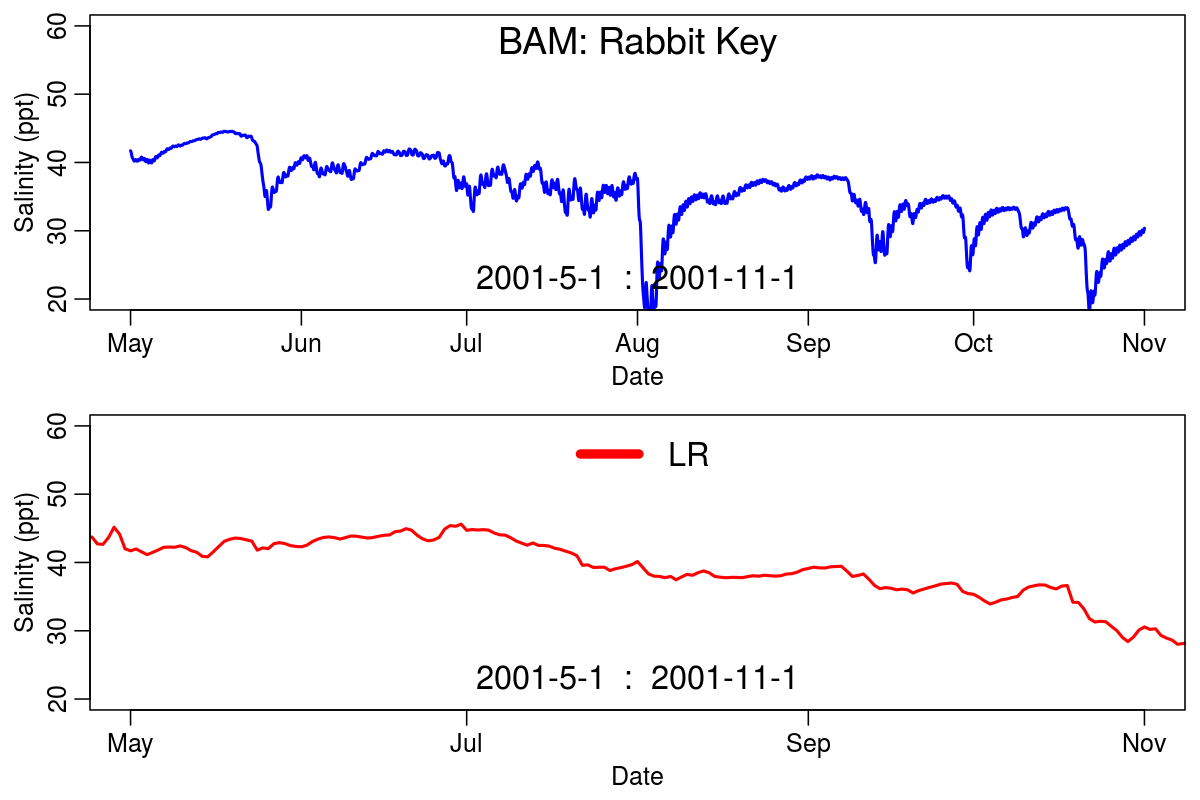 BAM: Rabbit Key
60
50
40
30
20
Salinity (ppt)
2001-5-1 : 2001-11-1
May Jun Jul Aug Sep Oct Nov
Date
60
50
40
30
20
Salinity (ppt)
LR
2001-5-1 : 2001-11-1
May Jul Sep Nov
Date